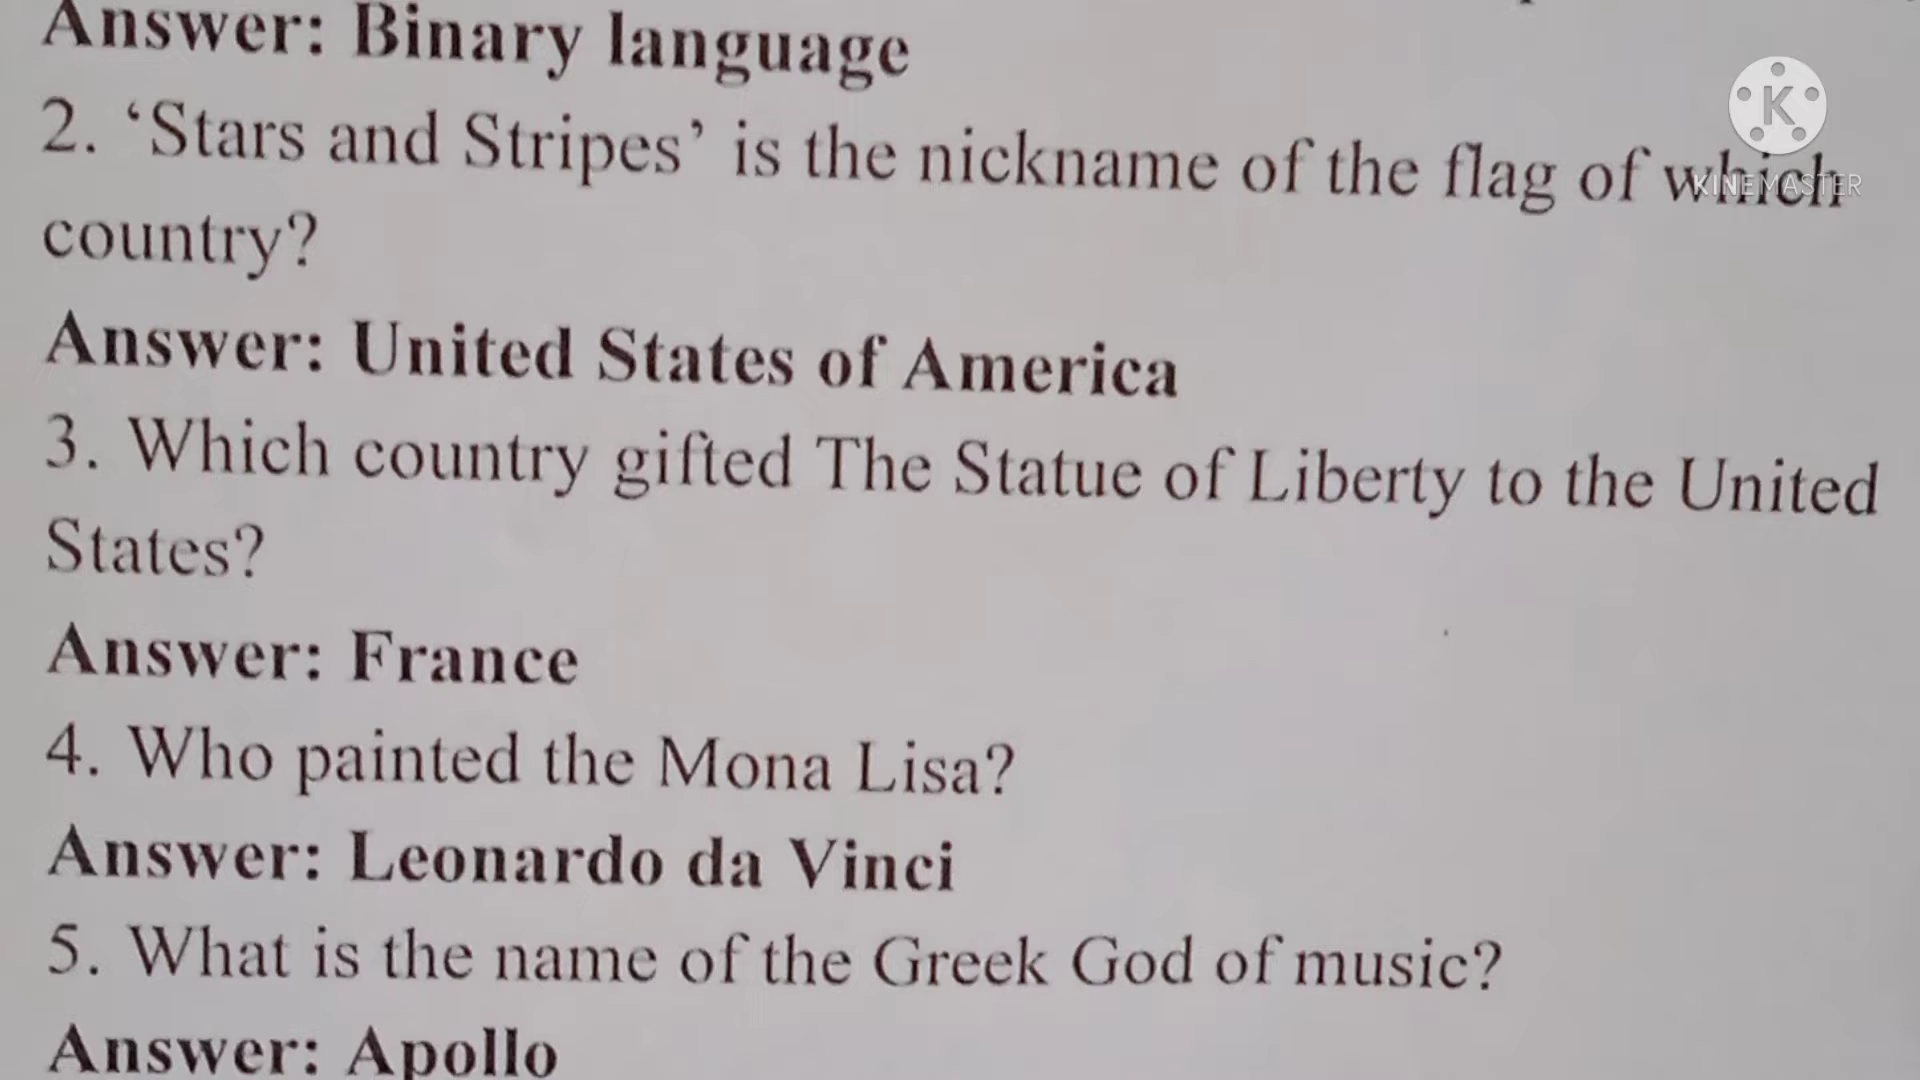 Answer: Binary language
2. ‘Stars and Stripes’ is the nickname of the flag of which
country?
Answer: United States of America
3. Which country gifted The Statue of Liberty to the United
States?
Answer: France
4. Who painted the Mona Lisa?
Answer: Leonardo da Vinci
5. What is the name of the Greek God of music?
Answer: Apollo
K
KINEMASTER